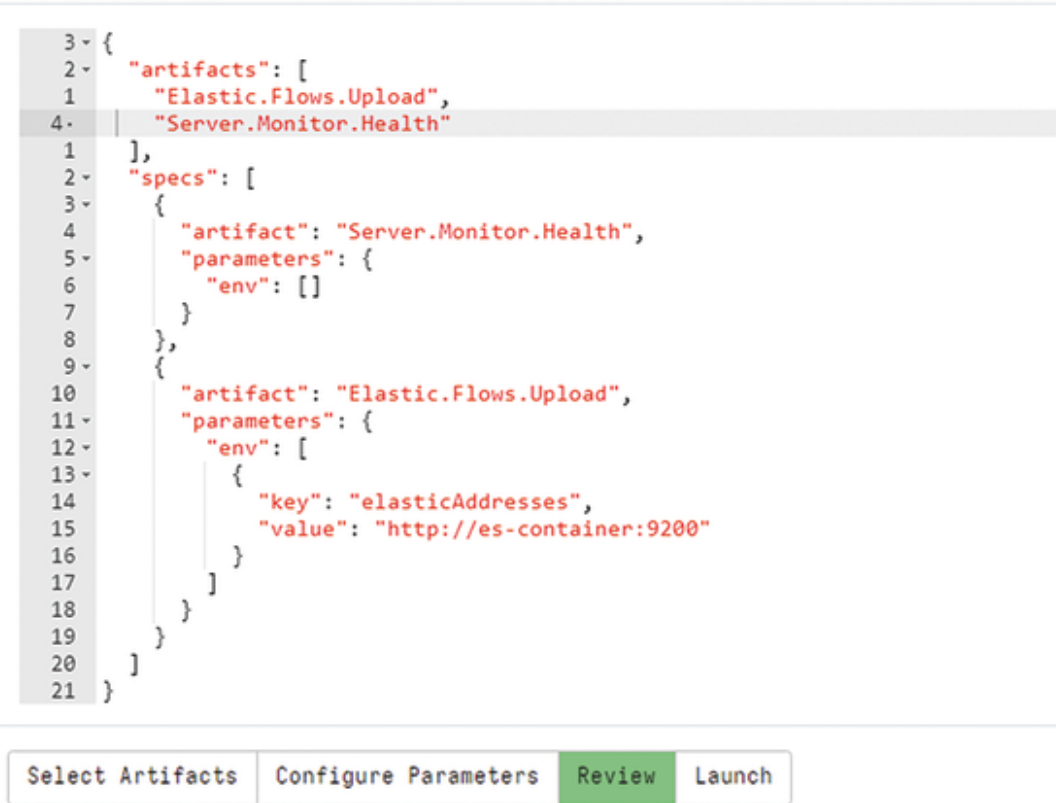 3 {
2 "artifacts": [
1 "Elastic.Flows.Upload",
4 "Server.Monitor.Health"
1 ],
2 "specs": [
3 {
4 "artifact": "Server.Monitor.Health",
5 "parameters": {
6 "env": []
7 }
8 },
9 {
10 "artifact": "Elastic.Flows.Upload",
11 "parameters": {
12 "env": [
13 {
14 "key": "elasticAddresses",
15 "value": "http://es-container:9200"
16 }
17 ]
18 }
19 }
20 ]
21 }
Select Artifacts Configure Parameters Review Launch